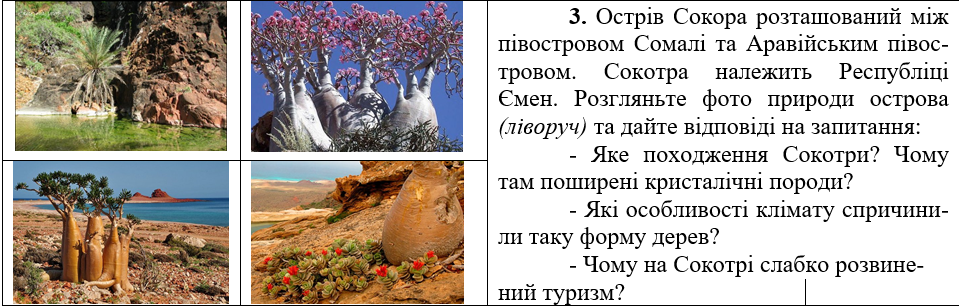 3. Острів Сокора розташований між
півостровом Сомалі та Аравійським півос-
тровом. Сокотра належить Республіці
Ємен. Розгляньте фото природи острова
(ліворуч) та дайте відповіді на запитання:
- Яке походження Сокотри? Чому
там поширені кристалічні породи?
- Які особливості клімату спричини-
ли таку форму дерев?
- Чому на Сокотрі слабко розвине-
ний туризм?